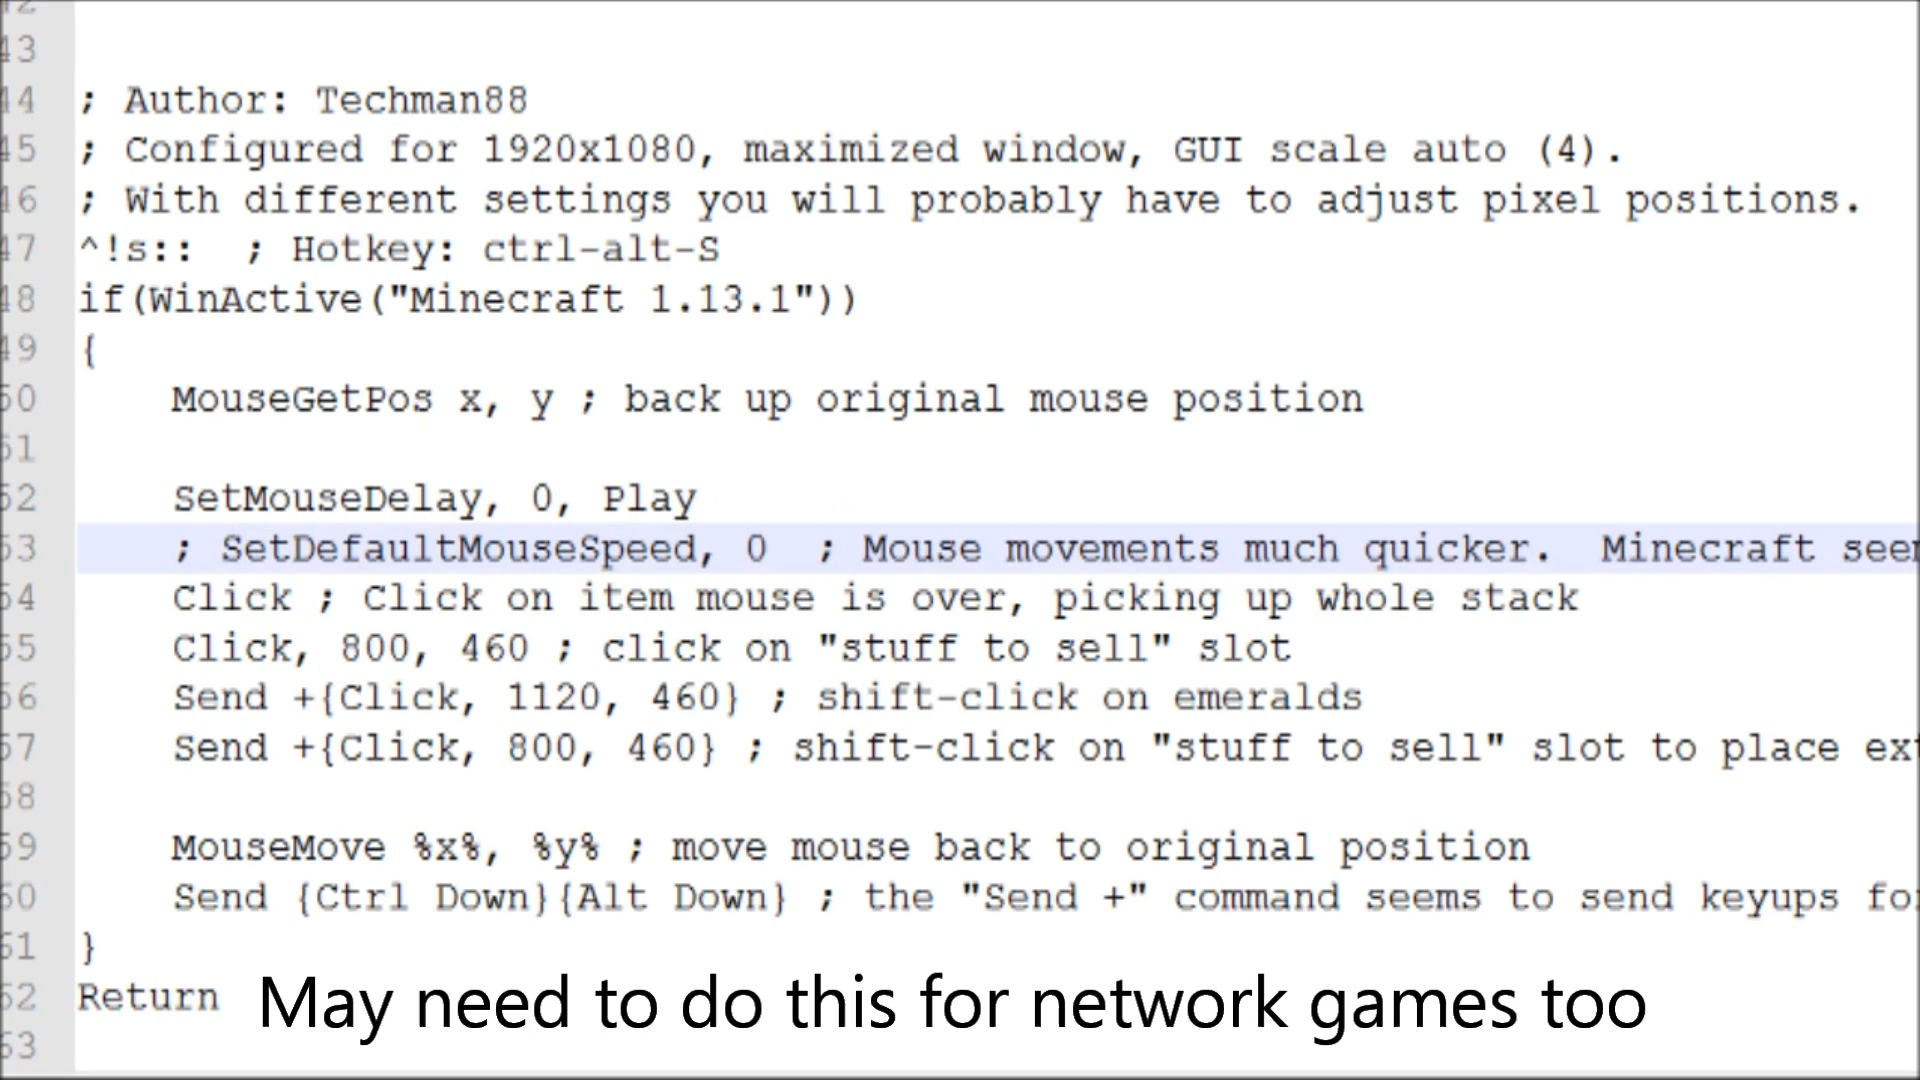 43
44 ; Author: Techman88
45 ; Configured for 1920x1080, maximized window, GUI scale auto (4).
46 ; With different settings you will probably have to adjust pixel positions.
47 ^!s:: ; Hotkey: ctrl-alt-S
48 if(WinActive("Minecraft 1.13.1"))
49 {
50 MouseGetPos x, y ; back up original mouse position
51
52 SetMouseDelay, 0, Play
53 ; SetDefaultMouseSpeed, 0 ; Mouse movements much quicker. Minecraft
54 Click ; Click on item mouse is over, picking up whole stack
55 Click, 800, 460 ; click on "stuff to sell" slot
56 Send +{Click, 1120, 460} ; shift-click on emeralds
57 Send +{Click, 800, 460} ; shift-click on "stuff to sell" slot to place
58
59 MouseMove %x%, %y% ; move mouse back to original position
60 Send {Ctrl Down}{Alt Down} ; the "Send +" command seems to send keyups
61 }
62 Return
63
May need to do this for network games too